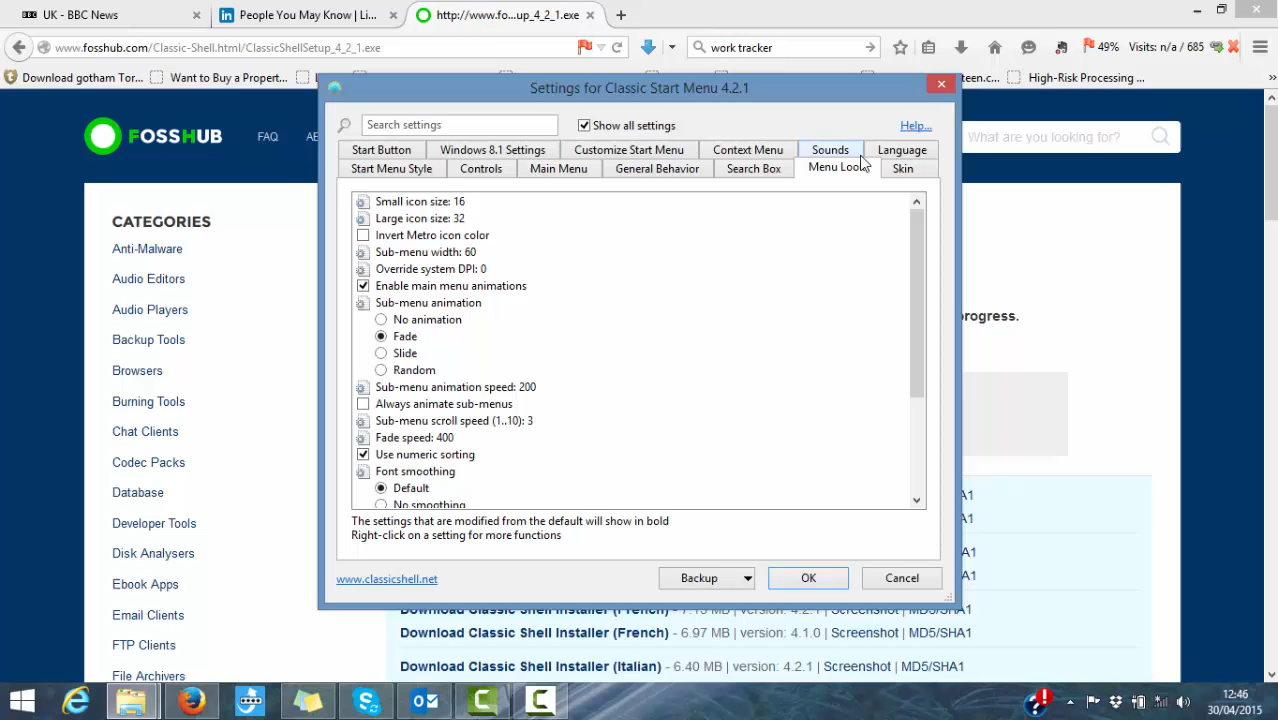 UK - BBC News
People You May Know | Li...
http://www.fo...up_4_2_1.exe
www.fosshub.com/Classic-Shell.html/ClassicShellSetup_4_2_1.exe
work tracker
49%
Visits: n/a / 685
Download gotham Tor...
Want to Buy a Propert...
teen.c...
High-Risk Processing ...
FOSSHUB
FAQ
What are you looking for?
Settings for Classic Start Menu 4.2.1
Search settings
Show all settings
Help...
Start Button
Windows 8.1 Settings
Customize Start Menu
Context Menu
Sounds
Language
Start Menu Style
Controls
Main Menu
General Behavior
Search Box
Menu Look
Skin
Small icon size: 16
Large icon size: 32
Invert Metro icon color
Sub-menu width: 60
Override system DPI: 0
Enable main menu animations
Sub-menu animation
No animation
Fade
Slide
Random
Sub-menu animation speed: 200
Always animate sub-menus
Sub-menu scroll speed (1..10): 3
Fade speed: 400
Use numeric sorting
Font smoothing
Default
No smoothing
The settings that are modified from the default will show in bold
Right-click on a setting for more functions
www.classicshell.net
Backup
OK
Cancel
CATEGORIES
Anti-Malware
Audio Editors
Audio Players
Backup Tools
Browsers
Burning Tools
Chat Clients
Codec Packs
Database
Developer Tools
Disk Analysers
Ebook Apps
Email Clients
FTP Clients
File Archivers
progress.
Download Classic Shell Installer (French) - 7.15 MB | version: 4.2.1 | Screenshot | MD5/SHA1
Download Classic Shell Installer (French) - 6.97 MB | version: 4.1.0 | Screenshot | MD5/SHA1
Download Classic Shell Installer (Italian) - 6.40 MB | version: 4.2.1 | Screenshot | MD5/SHA1
12:46
30/04/2015